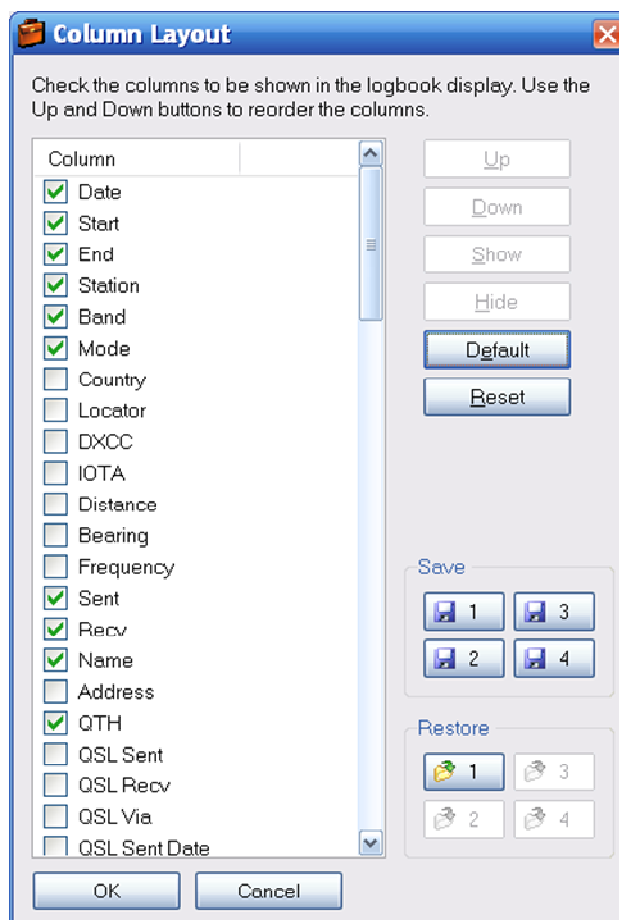 Column Layout
Check the columns to be shown in the logbook display. Use the
Up and Down buttons to reorder the columns.
Column
Date
Start
End
Station
Band
Mode
Country
Locator
DXCC
IOTA
Distance
Bearing
Frequency
Sent
Recv
Name
Address
QTH
QSL Sent
QSL Recv
QSL Via
QSL Sent Date
Up
Down
Show
Hide
Default
Reset
Save
1 3
2 4
Restore
1 3
2 4
OK Cancel